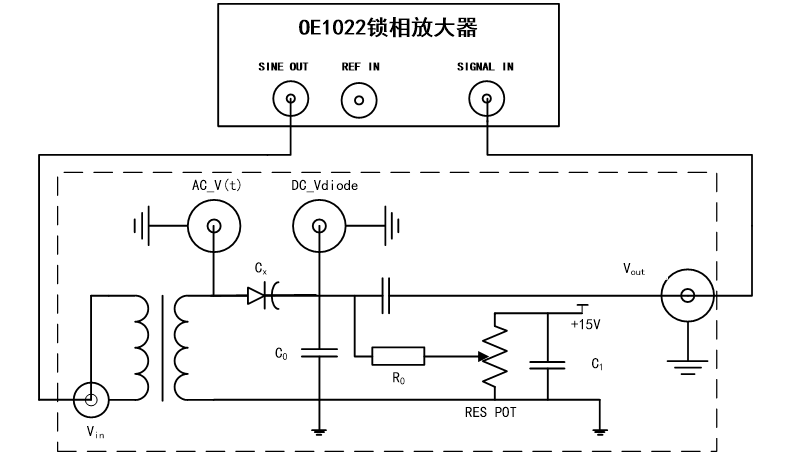 OE1022锁相放大器
SINE OUT
REF IN
SIGNAL IN
AC_V(t)
DC_Vdiode
Cx
Vout
+15V
C0
R0
C1
RES POT
Vin